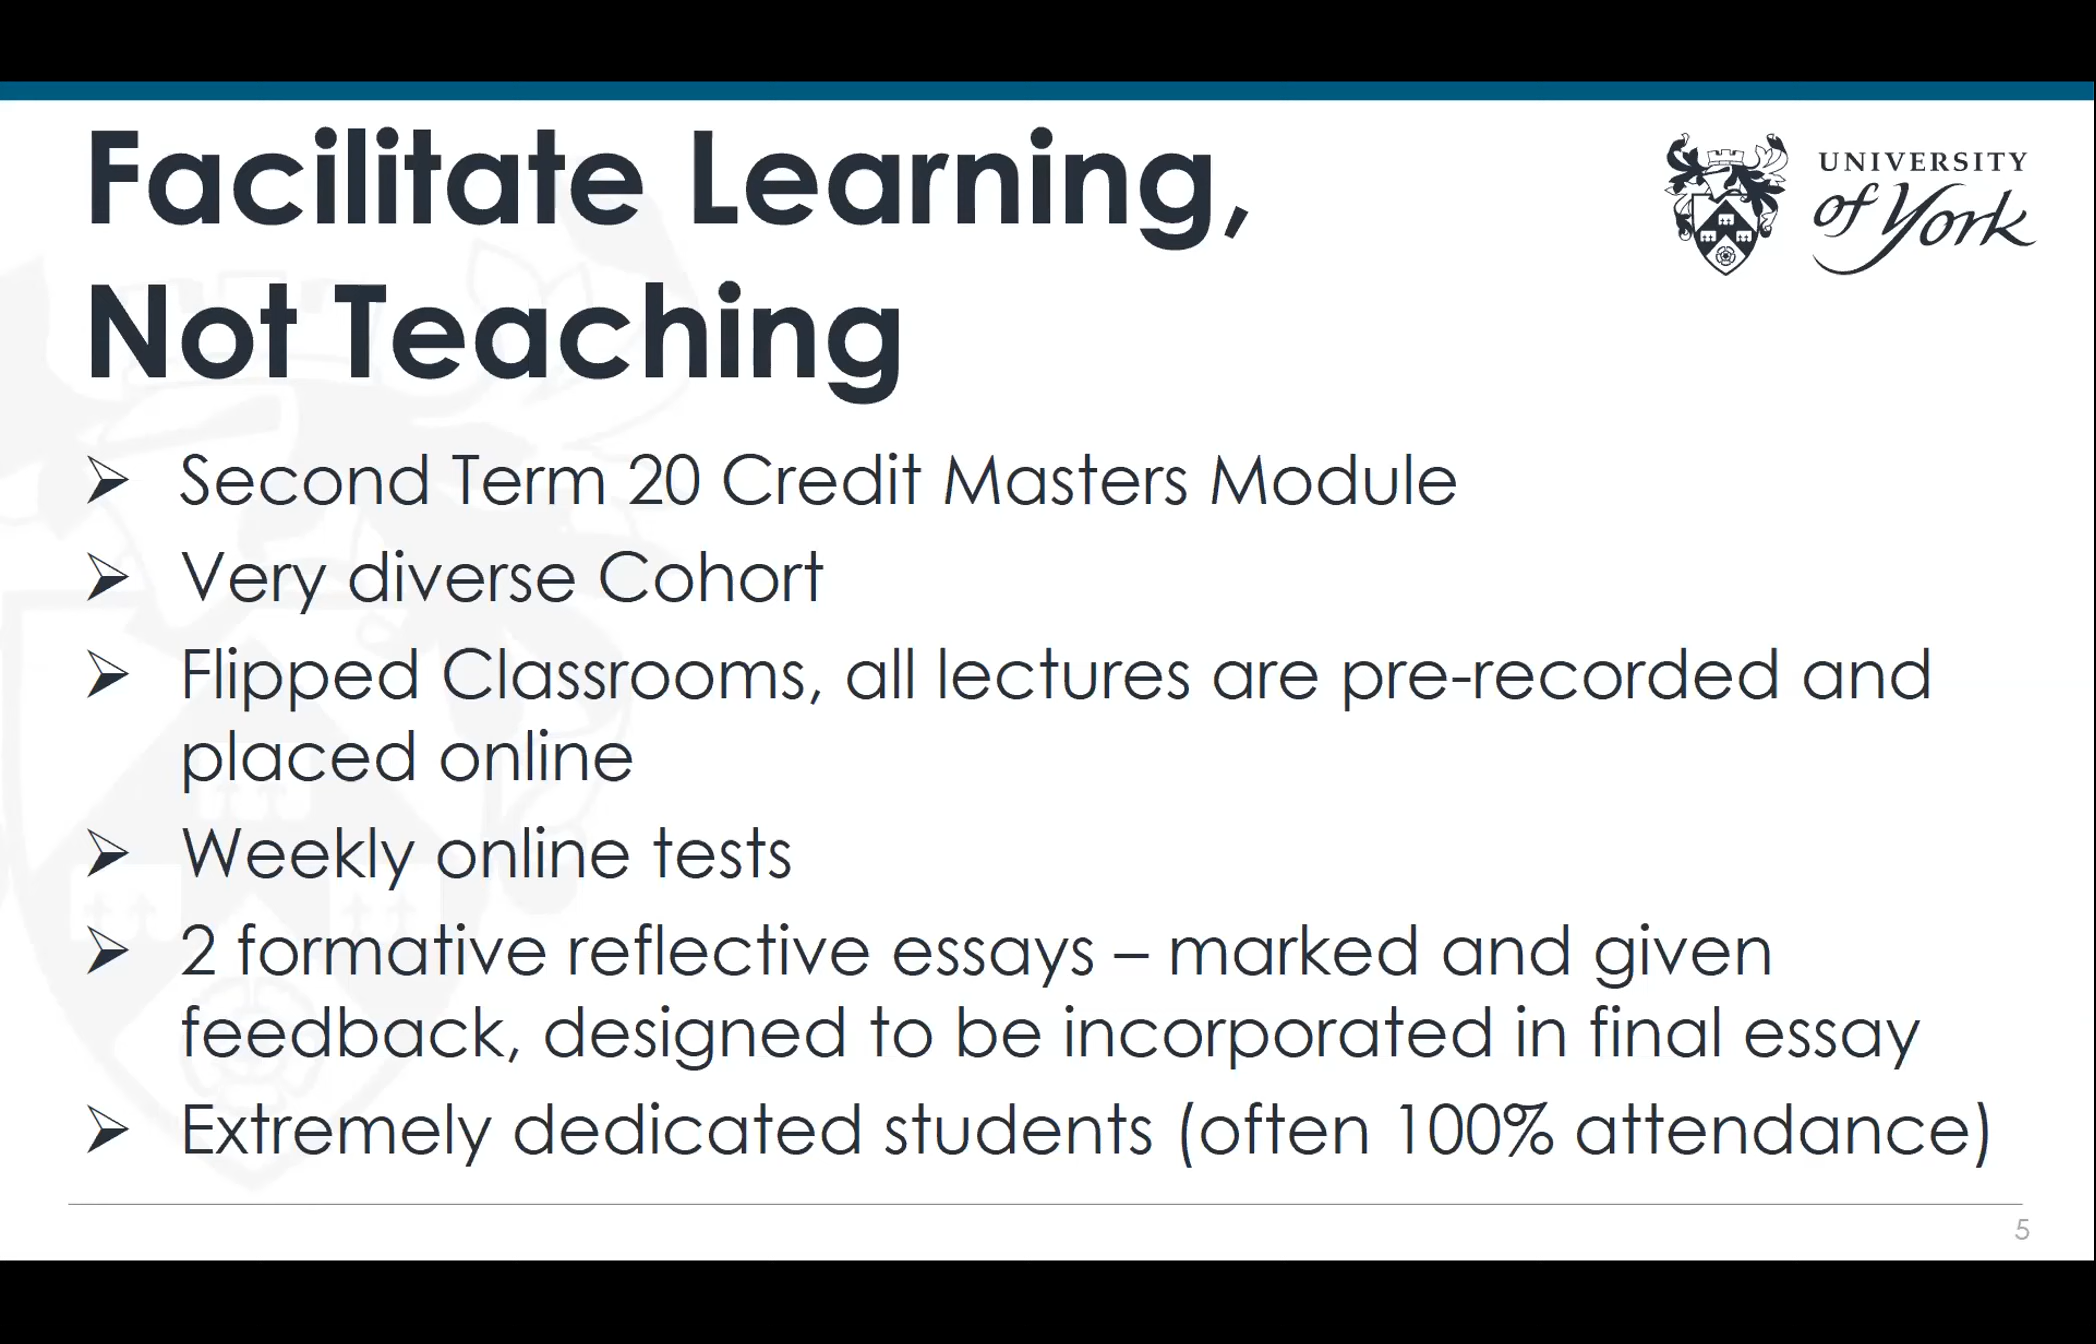 Facilitate Learning,
Not Teaching
UNIVERSITY
of York
➢ Second Term 20 Credit Masters Module
➢ Very diverse Cohort
➢ Flipped Classrooms, all lectures are pre-recorded and
placed online
➢ Weekly online tests
➢ 2 formative reflective essays – marked and given
feedback, designed to be incorporated in final essay
➢ Extremely dedicated students (often 100% attendance)
5